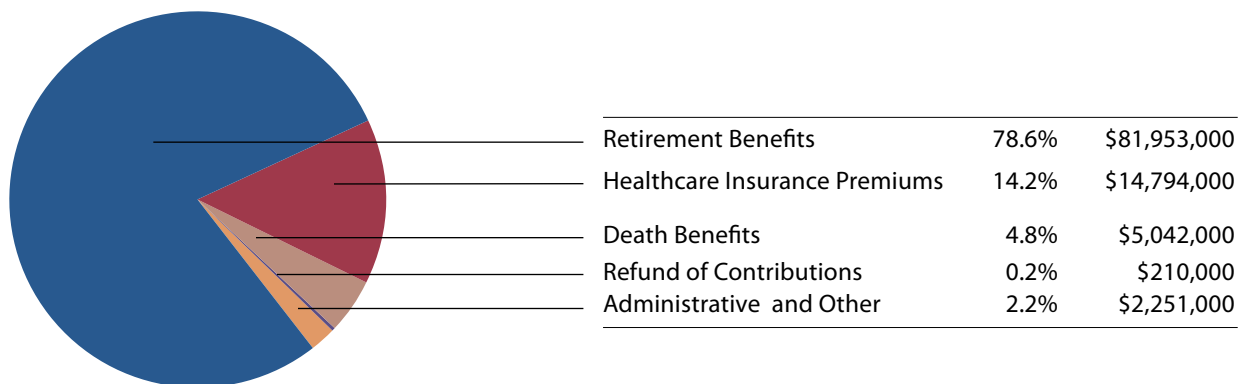 Retirement Benefits 78.6% $81,953,000
Healthcare Insurance Premiums 14.2% $14,794,000
Death Benefits 4.8% $5,042,000
Refund of Contributions 0.2% $210,000
Administrative and Other 2.2% $2,251,000